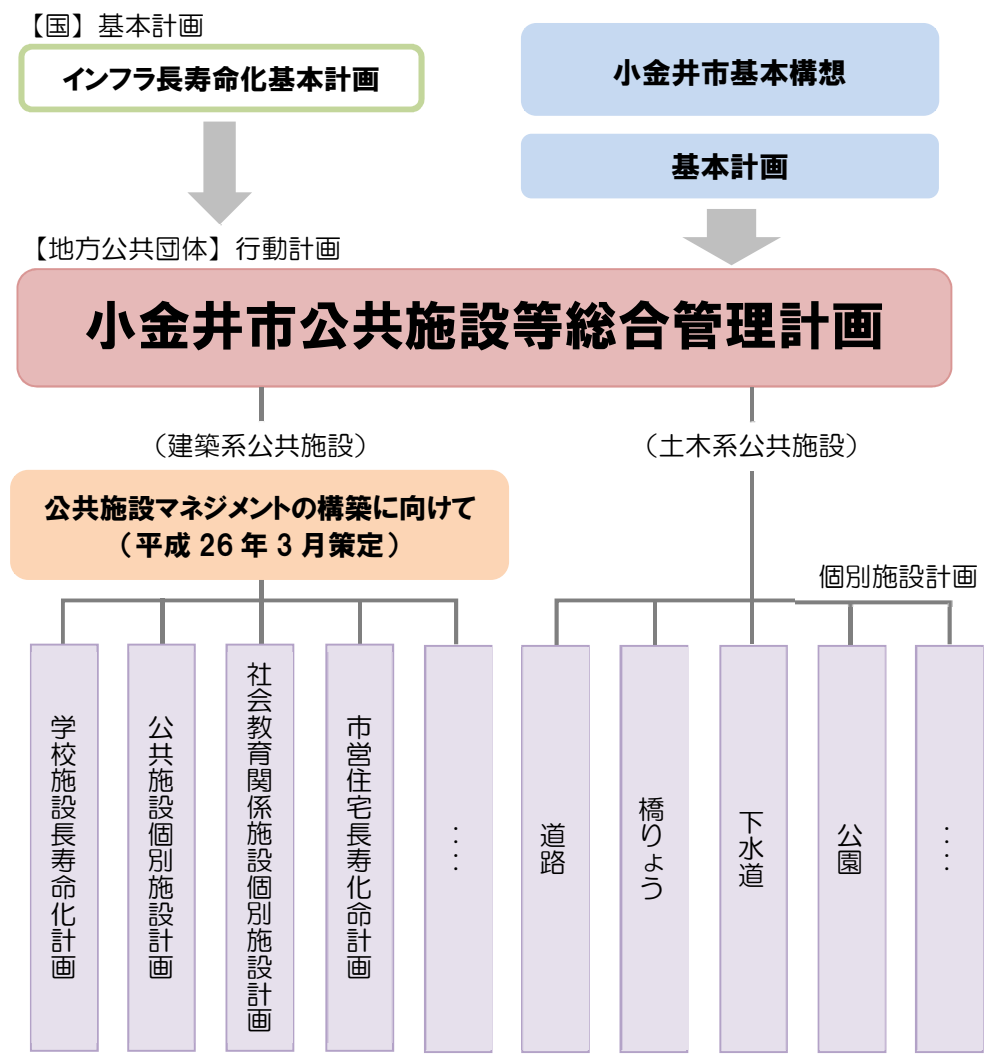 【国】基本計画
インフラ長寿命化基本計画
小金井市基本構想
基本計画
【地方公共団体】行動計画
小金井市公共施設等総合管理計画
（建築系公共施設）
（土木系公共施設）
公共施設マネジメントの構築に向けて
（平成 26 年 3 月策定）
個別施設計画
学校施設長寿命化計画
公共施設個別施設計画
社会教育関係施設個別施設計画
市営住宅長寿化命計画
……
道路
橋りょう
下水道
公園
……